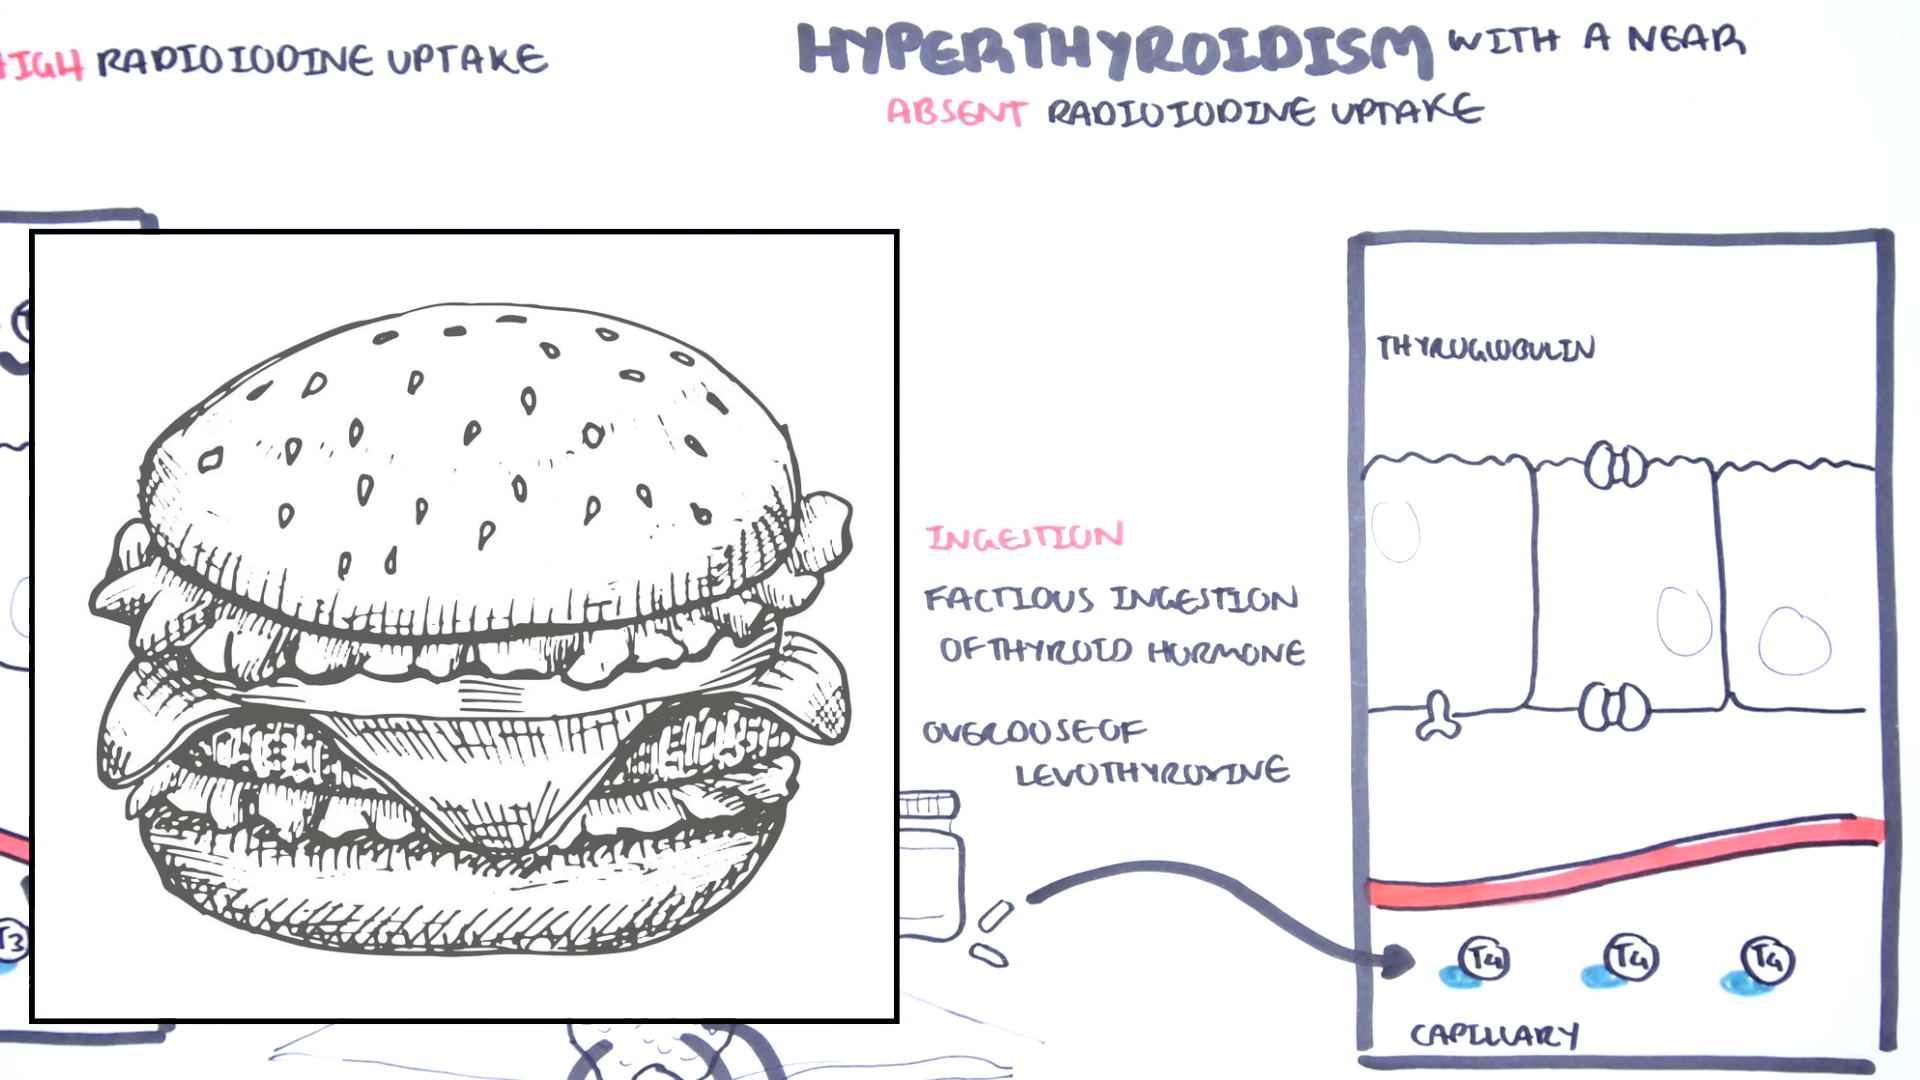 HIGH RADIOIODINE UPTAKE
HYPERTHYROIDISM WITH A NEAR
ABSENT RADIOIODINE UPTAKE
THYROGLOBULIN
INGESTION
FACTIOUS INGESTION
OF THYROID HORMONE
OVERDOSE OF
LEVOTHYROXINE
T3
T4 T4 T4
CAPILLARY